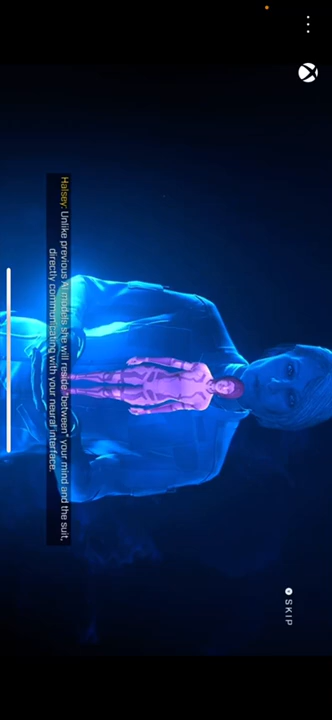 Halsey: Unlike previous AI models she will reside "between" your mind and the suit,
directly communicating with your neural interface.
SKIP